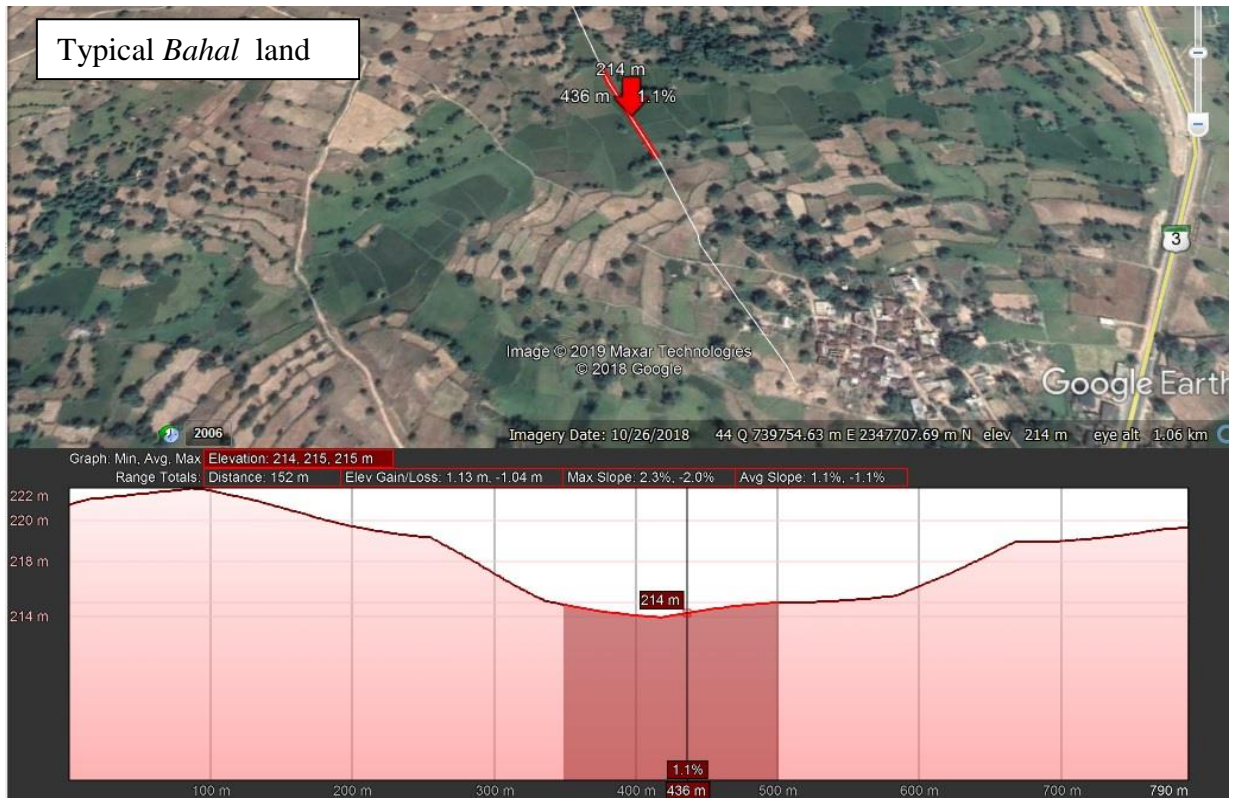 Typical Bahal land
214 m
436 m 1.1%
3
Image © 2019 Maxar Technologies
© 2018 Google
Google Earth
2006
Imagery Date: 10/26/2018 44 Q 739754.63 m E 2347707.69 m N elev 214 m eye alt 1.06 km
Graph: Min, Avg, Max Elevation: 214, 215, 215 m
Range Totals: Distance: 152 m Elev Gain/Loss: 1.13 m, -1.04 m Max Slope: 2.3%, -2.0% Avg Slope: 1.1%, -1.1%
222 m
220 m
218 m
214 m
214 m
1.1%
100 m 200 m 300 m 400 m 436 m 500 m 600 m 700 m 790 m